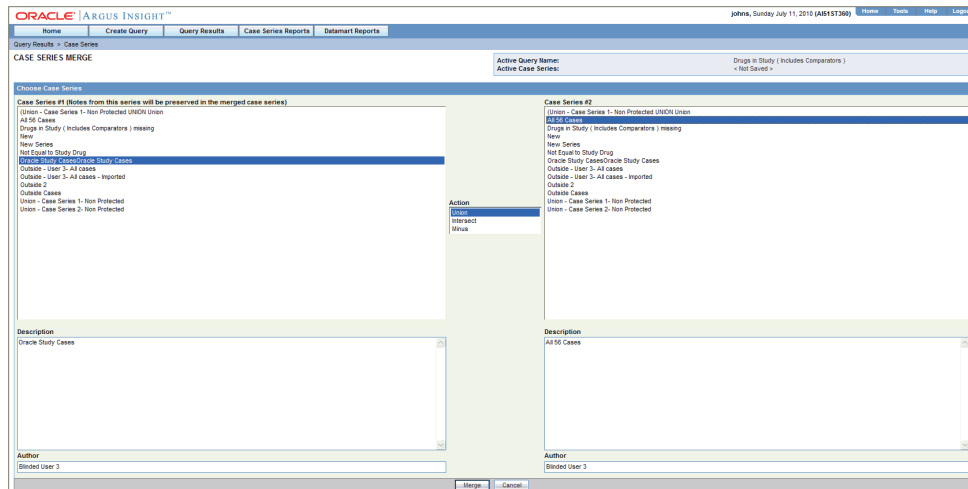 ORACLE | ARGUS INSIGHT™
johns, Sunday July 11, 2010 (AI51ST360)
Home Tools Help Logout
Home Create Query Query Results Case Series Reports Datamart Reports
Query Results > Case Series
CASE SERIES MERGE
Active Query Name: Drugs in Study ( Includes Comparators )
Active Case Series: < Not Saved >
Choose Case Series
Case Series #1 (Notes from this series will be preserved in the merged case series)
(Union - Case Series 1- Non Protected UNION Union
All 56 Cases
Drugs in Study ( Includes Comparators ) missing
New
New Series
Not Equal to Study Drug
Oracle Study CasesOracle Study Cases
Outside - User 3- All cases
Outside - User 3- All cases - Imported
Outside 2
Outside Cases
Union - Case Series 1- Non Protected
Union - Case Series 2- Non Protected
Action
Union
Intersect
Minus
Case Series #2
(Union - Case Series 1- Non Protected UNION Union
All 56 Cases
Drugs in Study ( Includes Comparators ) missing
New
New Series
Not Equal to Study Drug
Oracle Study CasesOracle Study Cases
Outside - User 3- All cases
Outside - User 3- All cases - Imported
Outside 2
Outside Cases
Union - Case Series 1- Non Protected
Union - Case Series 2- Non Protected
Description
Oracle Study Cases
Description
All 56 Cases
Author
Blinded User 3
Author
Blinded User 3
Merge Cancel